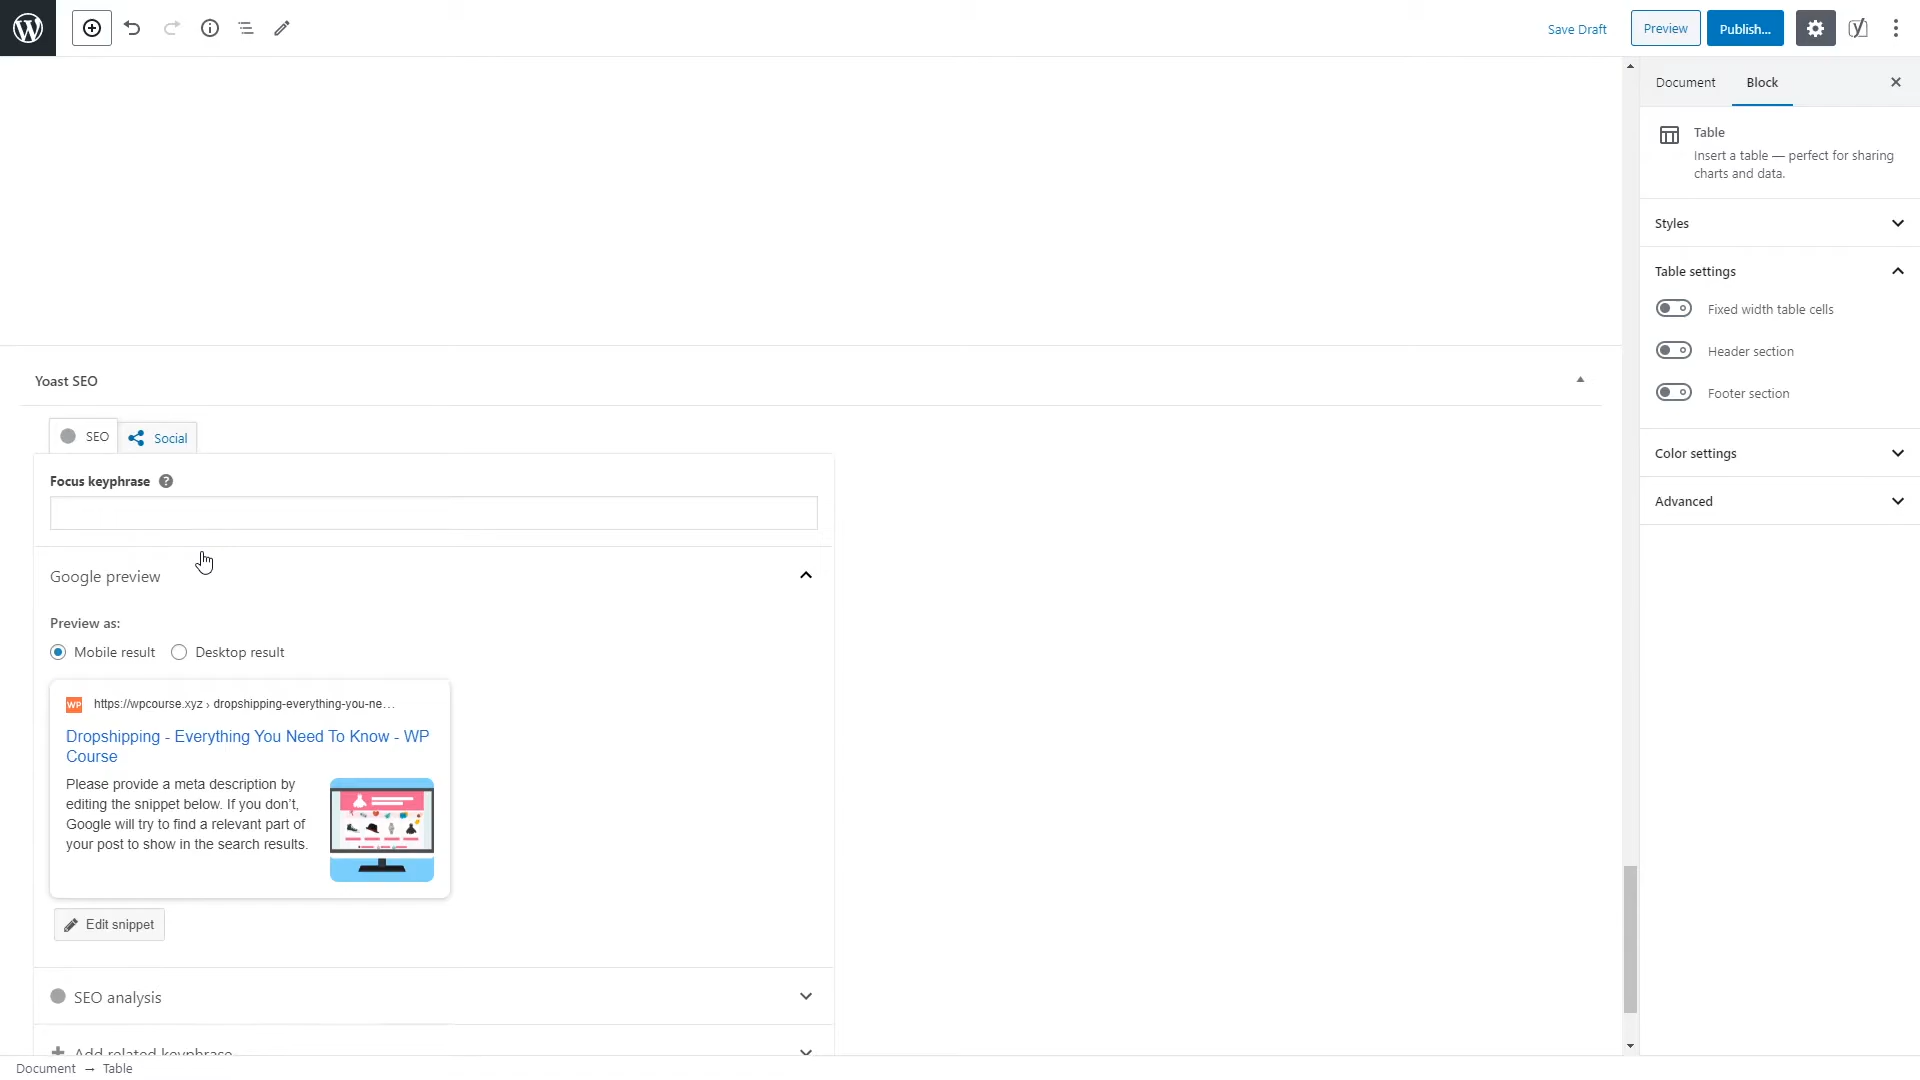 Save Draft
Preview
Publish...
Document
Block
Table
Insert a table — perfect for sharing
charts and data.
Styles
Table settings
Fixed width table cells
Header section
Footer section
Color settings
Advanced
Yoast SEO
SEO
Social
Focus keyphrase ?
Google preview
Preview as:
Mobile result
Desktop result
WP https://wpcourse.xyz › dropshipping-everything-you-ne…
Dropshipping - Everything You Need To Know - WP
Course
Please provide a meta description by
editing the snippet below. If you don’t,
Google will try to find a relevant part of
your post to show in the search results.
Edit snippet
SEO analysis
Add related keyphrase
Document → Table